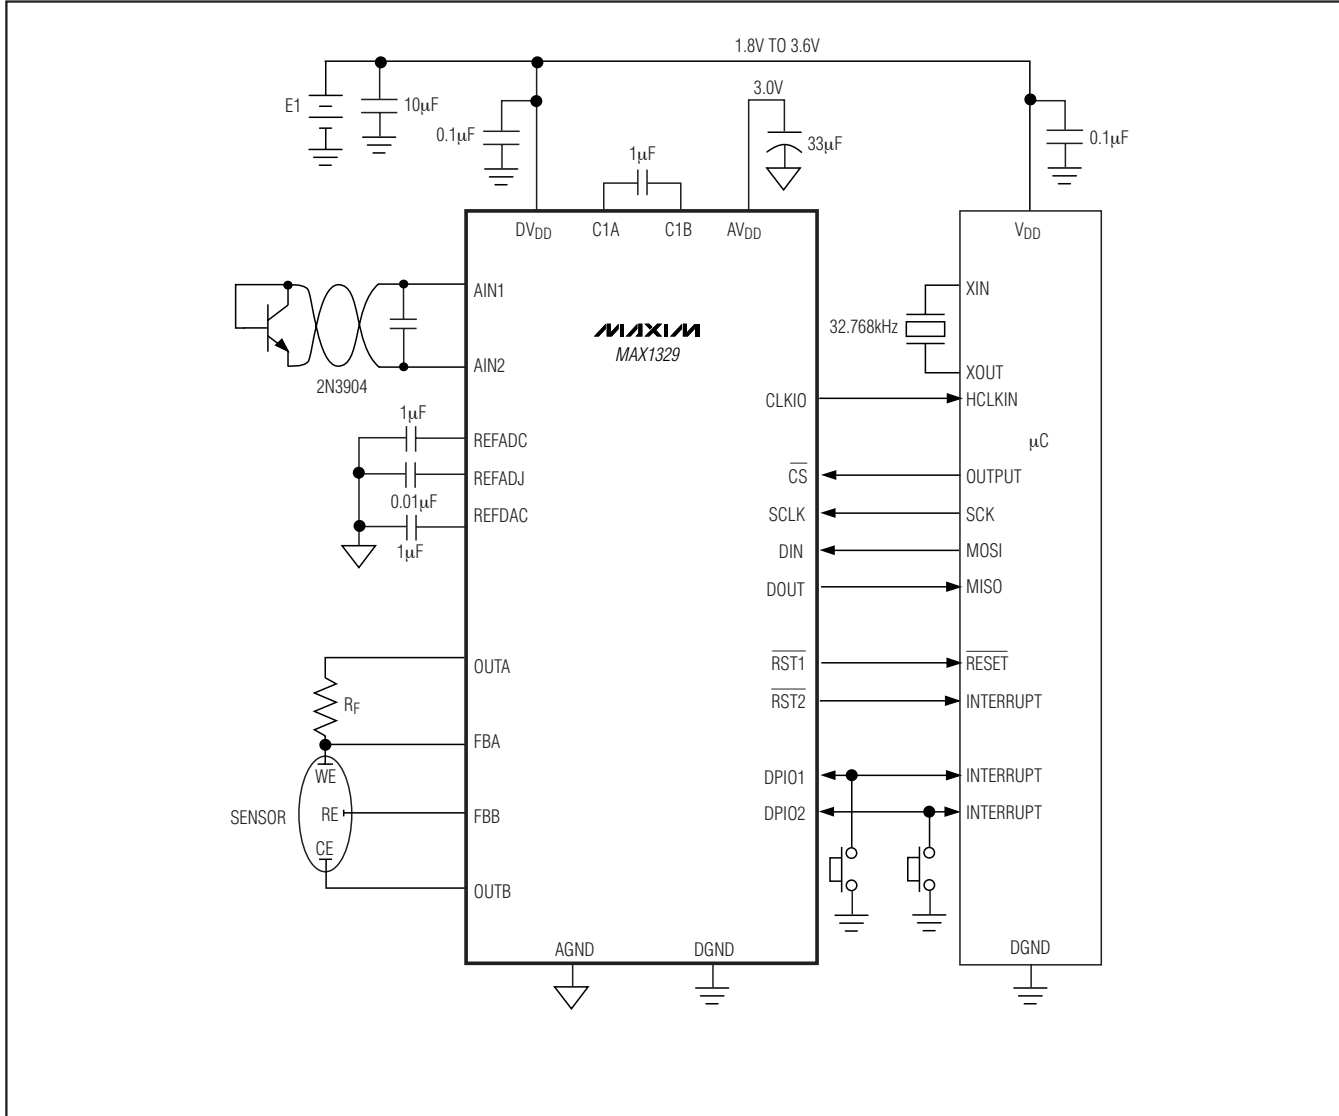 1.8V TO 3.6V
E1
10µF
0.1µF
1µF
3.0V
33µF
0.1µF
DVDD
C1A
C1B
AVDD
VDD
AIN1
AIN2
2N3904
MAXIM
MAX1329
XIN
32.768kHz
XOUT
CLKIO
HCLKIN
µC
1µF
REFADC
REFADJ
0.01µF
REFDAC
1µF
CS
OUTPUT
SCLK
SCK
DIN
MOSI
DOUT
MISO
OUTA
RF
FBA
WE
SENSOR
RE
FBB
CE
OUTB
RST1
RESET
RST2
INTERRUPT
DPIO1
INTERRUPT
DPIO2
INTERRUPT
AGND
DGND
DGND